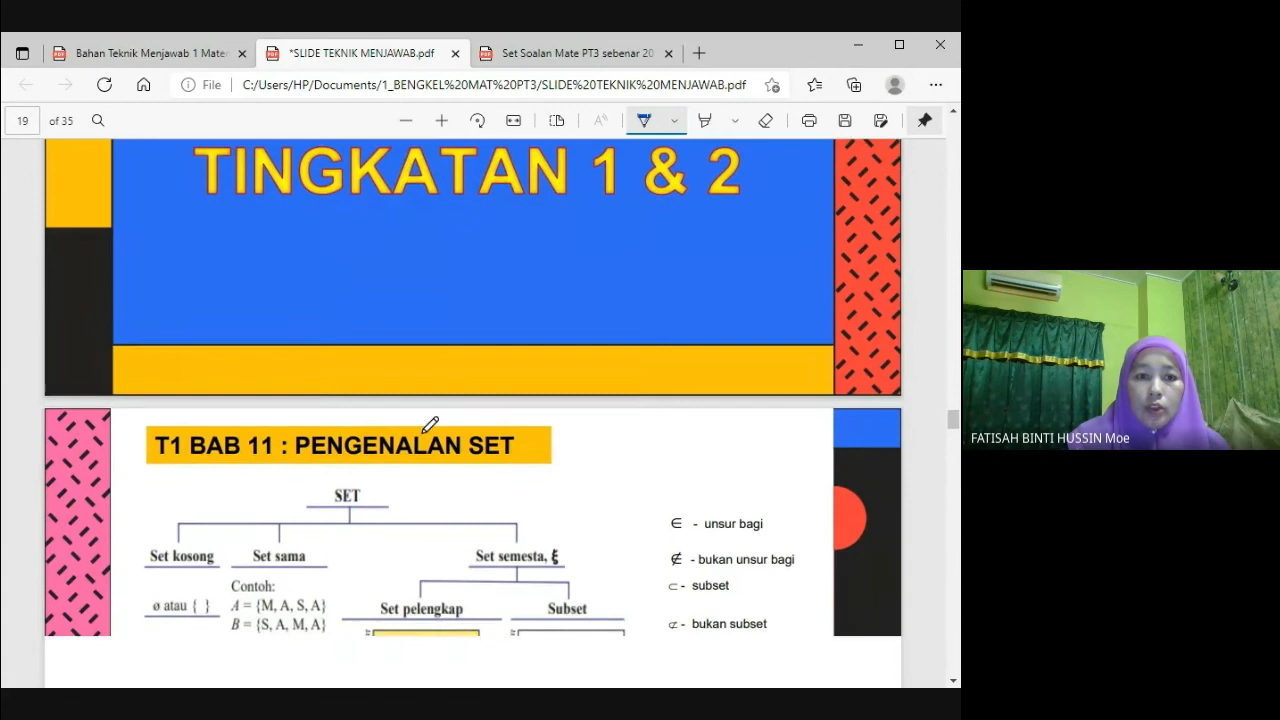 Bahan Teknik Menjawab 1 Mate
*SLIDE TEKNIK MENJAWAB.pdf
Set Soalan Mate PT3 sebenar 20
File
C:/Users/HP/Documents/1_BENGKEL%20MAT%20PT3/SLIDE%20TEKNIK%20MENJAWAB.pdf
19 of 35
TINGKATAN 1 & 2
T1 BAB 11 : PENGENALAN SET
SET
Set kosong
Set sama
Set semesta, ξ
ø atau { }
Contoh:
A = {M, A, S, A}
B = {S, A, M, A}
Set pelengkap
Subset
∈ - unsur bagi
∉ - bukan unsur bagi
⊂ - subset
⊄ - bukan subset
FATISAH BINTI HUSSIN Moe